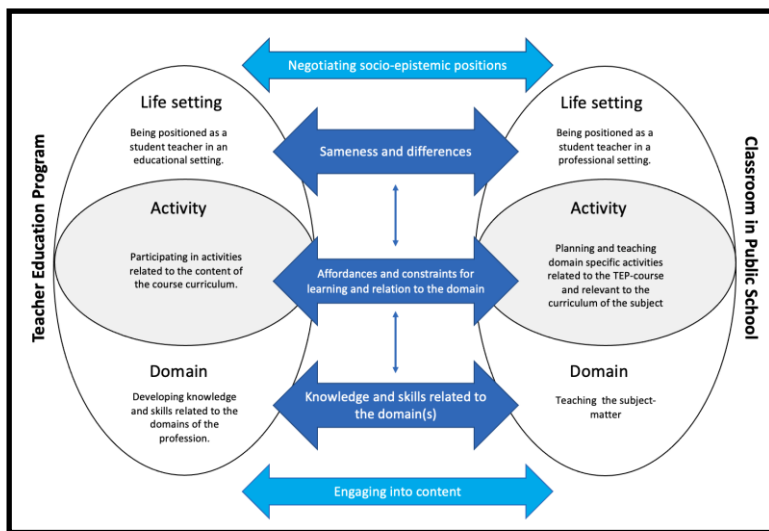 Negotiating socio-epistemic positions
Teacher Education Program
Life setting
Being positioned as a
student teacher in an
educational setting.
Activity
Participating in activities
related to the content of
the course curriculum.
Domain
Developing knowledge
and skills related to the
domains of the
profession.
Sameness and differences
Affordances and constraints for
learning and relation to the domain
Knowledge and skills related to
the domain(s)
Life setting
Being positioned as a
student teacher in a
professional setting.
Activity
Planning and teaching
domain specific activities
related to the TEP-course
and relevant to the
curriculum of the subject
Domain
Teaching the subject-
matter
Classroom in Public School
Engaging into content